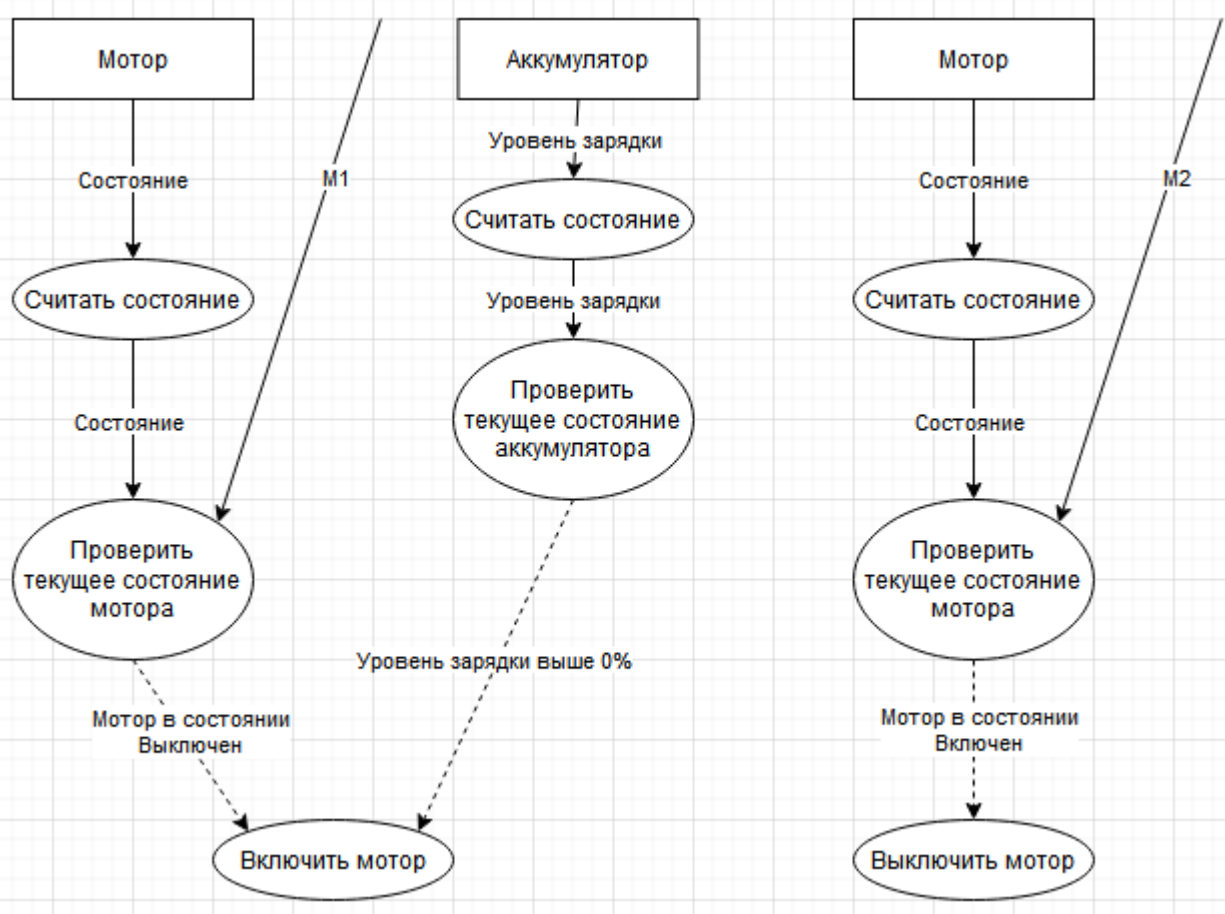 Мотор
Аккумулятор
Мотор
Уровень зарядки
Состояние
М1
Состояние
М2
Считать состояние
Считать состояние
Уровень зарядки
Считать состояние
Проверить
текущее состояние
аккумулятора
Состояние
Состояние
Проверить
текущее состояние
мотора
Проверить
текущее состояние
мотора
Уровень зарядки выше 0%
Мотор в состоянии
Выключен
Мотор в состоянии
Включен
Включить мотор
Выключить мотор